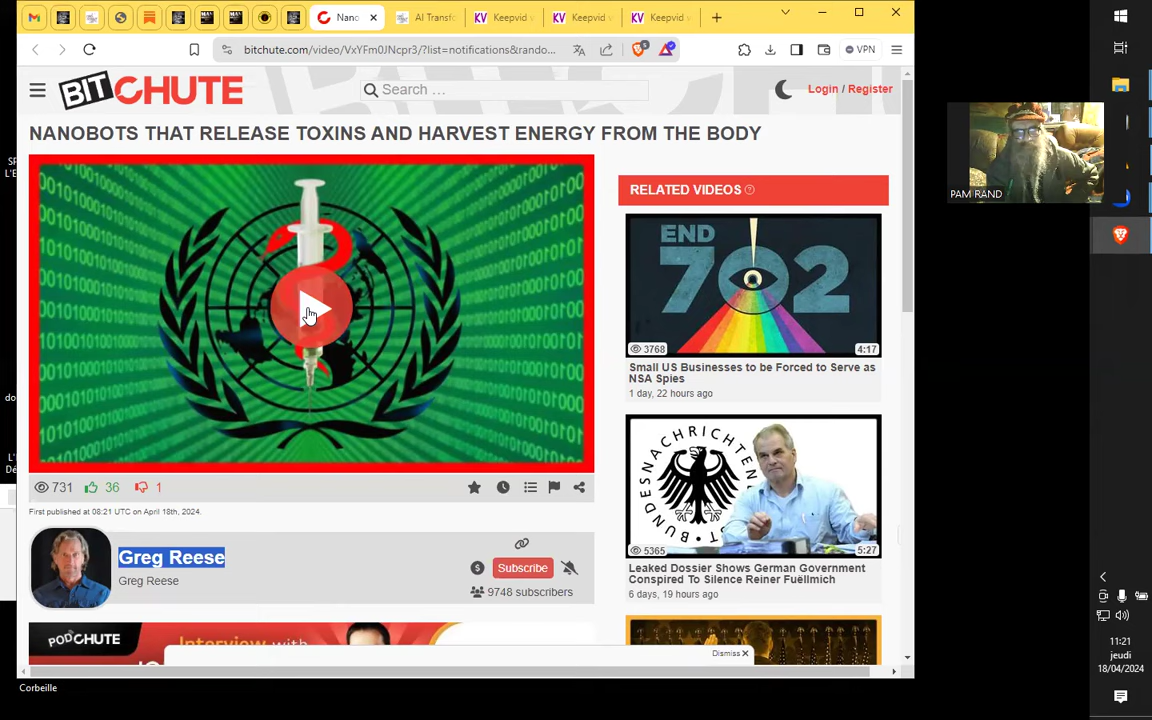 Nano
AI Transfo
Keepvid v
Keepvid v
Keepvid v
bitchute.com/video/VxYFm0JNcpr3/?list=notifications&rando...
5
VPN
BITCHUTE
Search ...
Login / Register
NANOBOTS THAT RELEASE TOXINS AND HARVEST ENERGY FROM THE BODY
RELATED VIDEOS
END
702
3768
4:17
Small US Businesses to be Forced to Serve as
NSA Spies
1 day, 22 hours ago
BUNDESNACHRICHTEN
5365
5:27
Leaked Dossier Shows German Government
Conspired To Silence Reiner Fuëllmich
6 days, 19 hours ago
731
36
1
First published at 08:21 UTC on April 18th, 2024.
Greg Reese
Greg Reese
Subscribe
9748 subscribers
PODCHUTE
Interview with
Dismiss X
Corbeille
PAM RAND
11:21
jeudi
18/04/2024